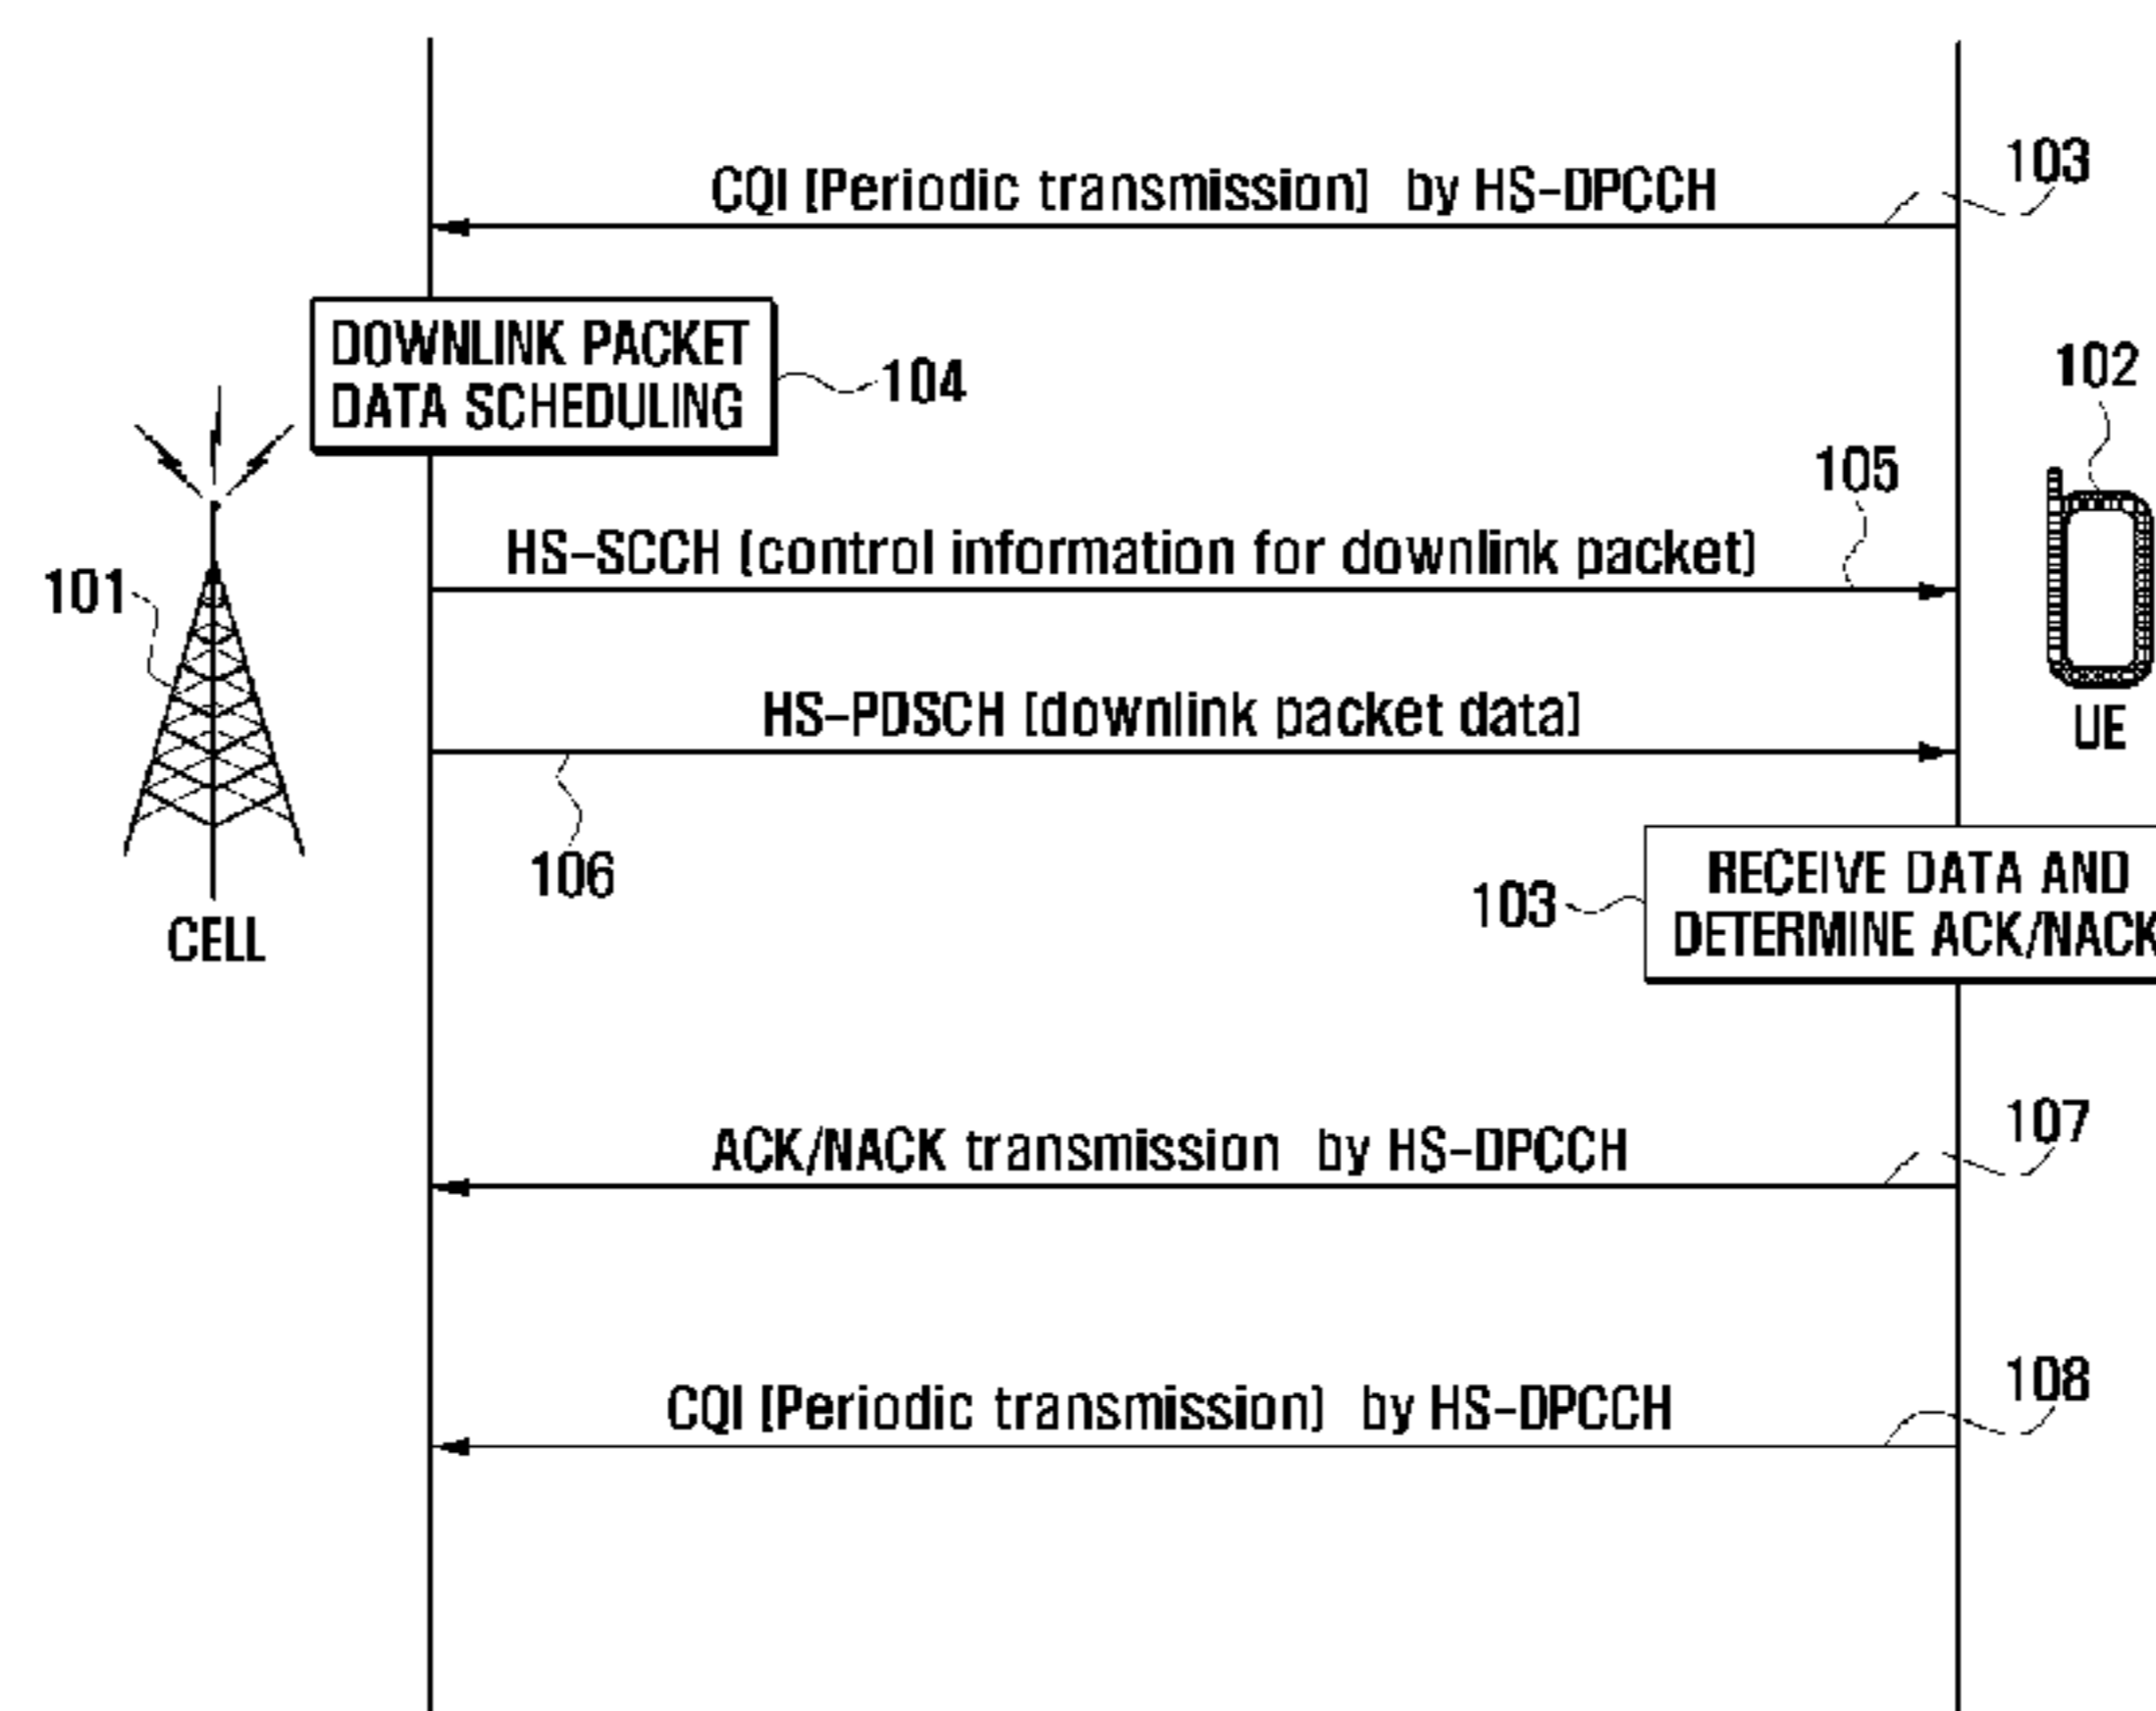 103
CQI [Periodic transmission] by HS-DPCCH
DOWNLINK PACKET
DATA SCHEDULING
104
102
105
HS-SCCH (control information for downlink packet)
101
HS-PDSCH [downlink packet data]
UE
106
RECEIVE DATA AND
DETERMINE ACK/NACK
103
CELL
107
ACK/NACK transmission by HS-DPCCH
108
CQI [Periodic transmission] by HS-DPCCH